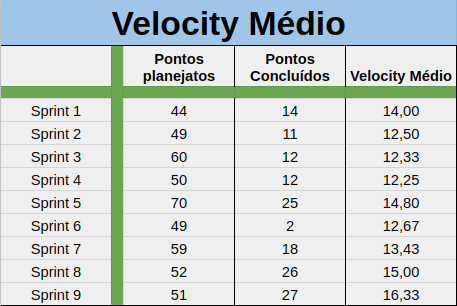 Velocity Médio
Pontos planejatos Pontos Concluídos Velocity Médio
Sprint 1 44 14 14,00
Sprint 2 49 11 12,50
Sprint 3 60 12 12,33
Sprint 4 50 12 12,25
Sprint 5 70 25 14,80
Sprint 6 49 2 12,67
Sprint 7 59 18 13,43
Sprint 8 52 26 15,00
Sprint 9 51 27 16,33